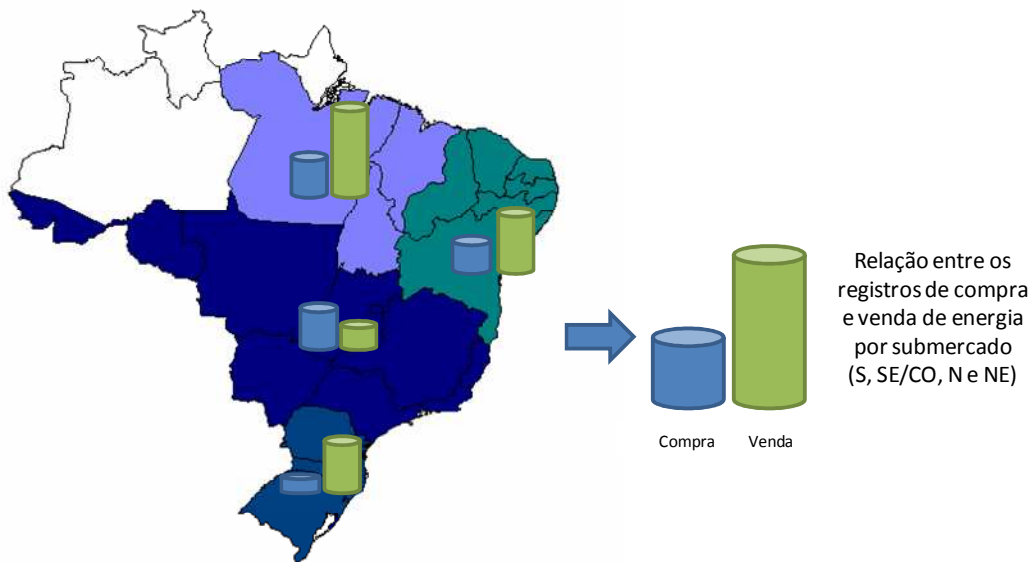 Relação entre os
registros de compra
e venda de energia
por submercado
(S, SE/CO, N e NE)
Compra
Venda